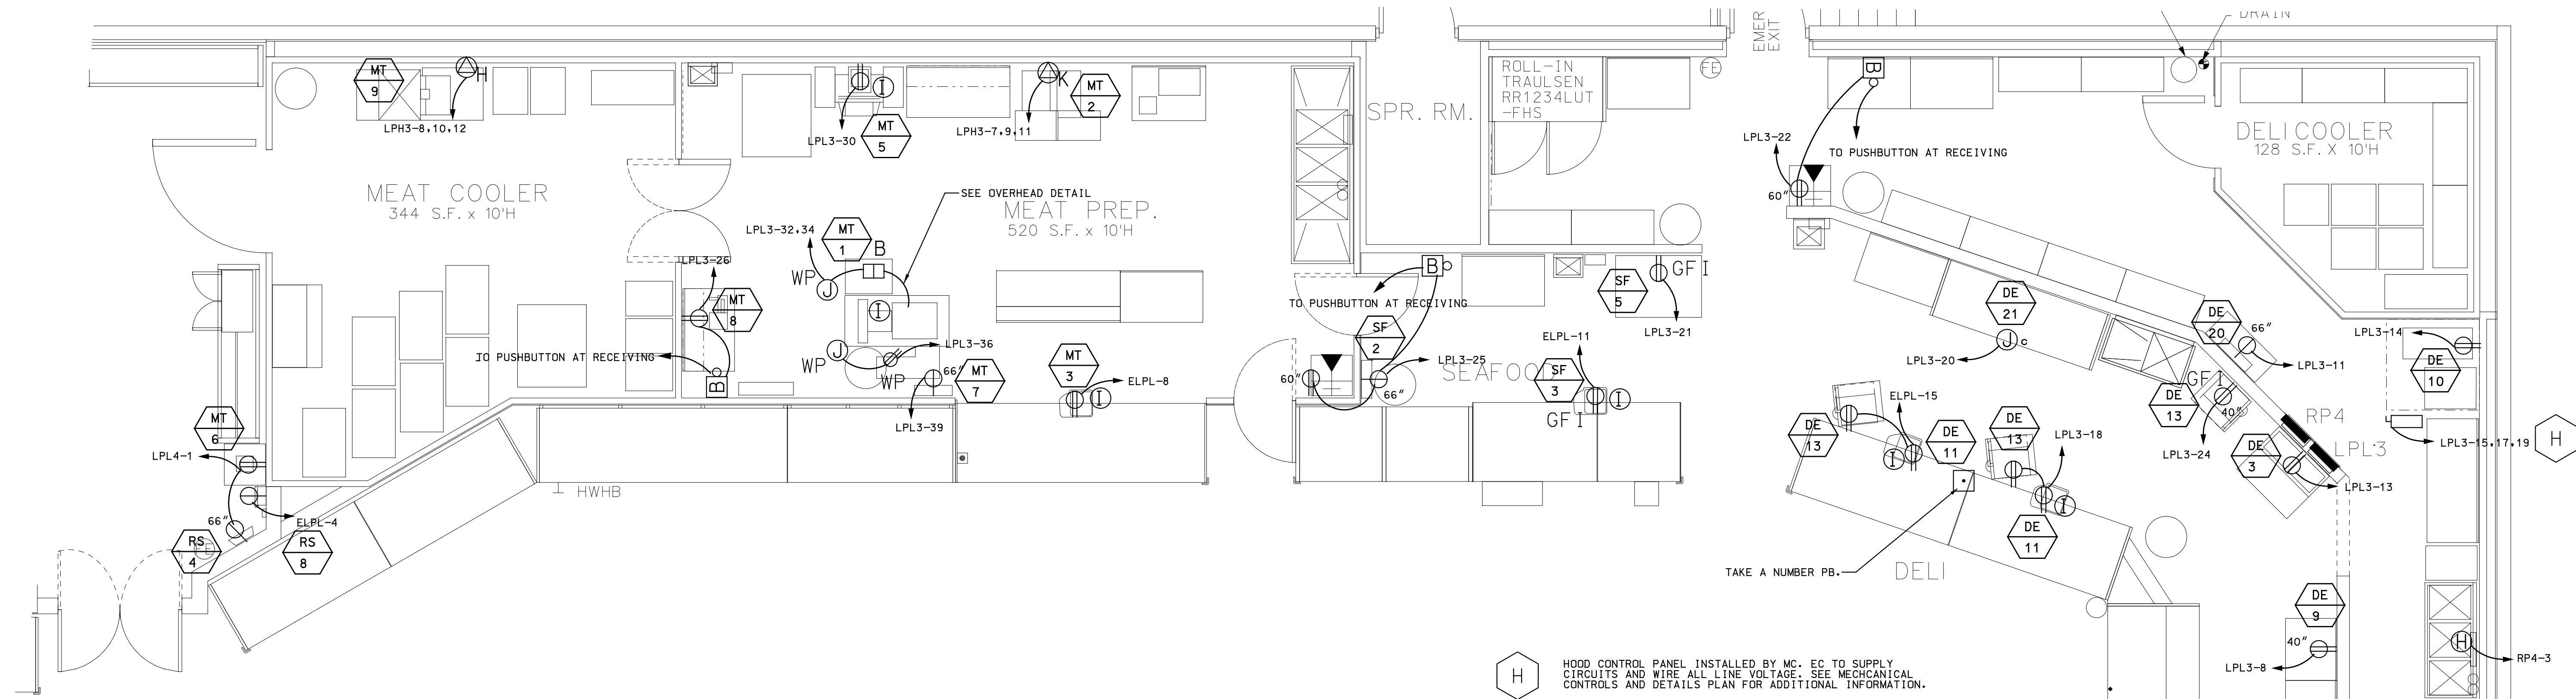 EMER
EXIT
DRAIN
MT
9
H
LPH3-8,10,12
I
LPL3-30
MT
5
K
LPH3-7,9,11
MT
2
ROLL-IN
TRAULSEN
RR1234LUT
-FHS
FE
B
SPR. RM.
LPL3-22
TO PUSHBUTTON AT RECEIVING
60"
DELI COOLER
128 S.F. X 10'H
MEAT COOLER
344 S.F. x 10'H
SEE OVERHEAD DETAIL
MEAT PREP.
520 S.F. x 10'H
LPL3-32,34
MT
1
B
WP
J
LPL3-26
MT
8
I
B
TO PUSHBUTTON AT RECEIVING
SF
5
GFI
LPL3-21
DE
21
J
C
LPL3-20
DE
20
66"
LPL3-11
LPL3-14
DE
10
TO PUSHBUTTON AT RECEIVING
B
J
WP
WP
LPL3-36
66"
MT
7
LPL3-39
MT
3
ELPL-8
I
SF
2
60"
LPL3-25
66"
SEAFOOD
ELPL-11
SF
3
I
GFI
GFI
DE
13
40"
LPL3-24
RP4
LPL3
DE
3
LPL3-13
LPL3-15,17,19
H
MT
6
LPL4-1
ELPL-4
66"
RS
4
FE
RS
8
HWHB
ELPL-15
DE
13
I
DE
11
DE
13
LPL3-18
I
DE
11
TAKE A NUMBER PB.
DELI
DE
9
40"
LPL3-8
H
RP4-3
H
HOOD CONTROL PANEL INSTALLED BY MC. EC TO SUPPLY
CIRCUITS AND WIRE ALL LINE VOLTAGE. SEE MECHCANICAL
CONTROLS AND DETAILS PLAN FOR ADDITIONAL INFORMATION.